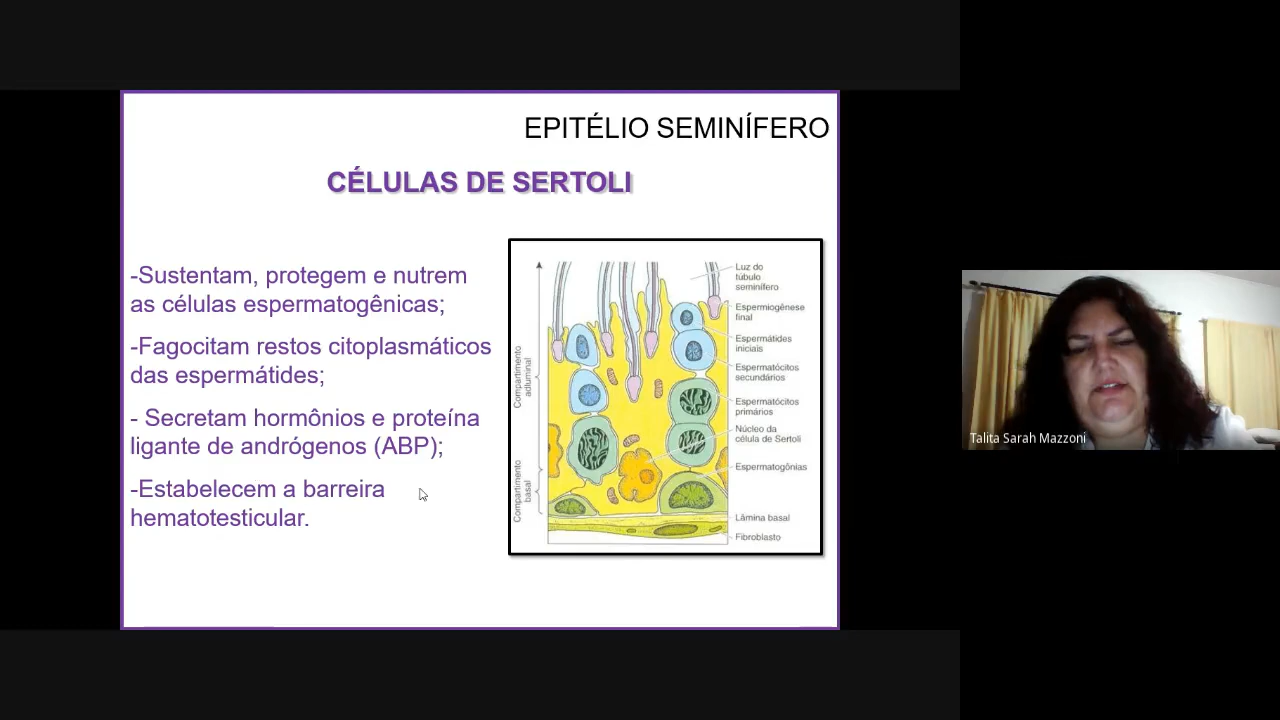 EPITÉLIO SEMINÍFERO
CÉLULAS DE SERTOLI
-Sustentam, protegem e nutrem
as células espermatogênicas;
-Fagocitam restos citoplasmáticos
das espermátides;
- Secretam hormônios e proteína
ligante de andrógenos (ABP);
-Estabelecem a barreira
hematotesticular.
Compartimento
adluminal
Compartimento
basal
Luz do
túbulo
seminífero
Espermiogênese
final
Espermátides
iniciais
Espermatócitos
secundários
Espermatócitos
primários
Núcleo da
célula de Sertoli
Espermatogônias
Lâmina basal
Fibroblasto
Talita Sarah Mazzoni